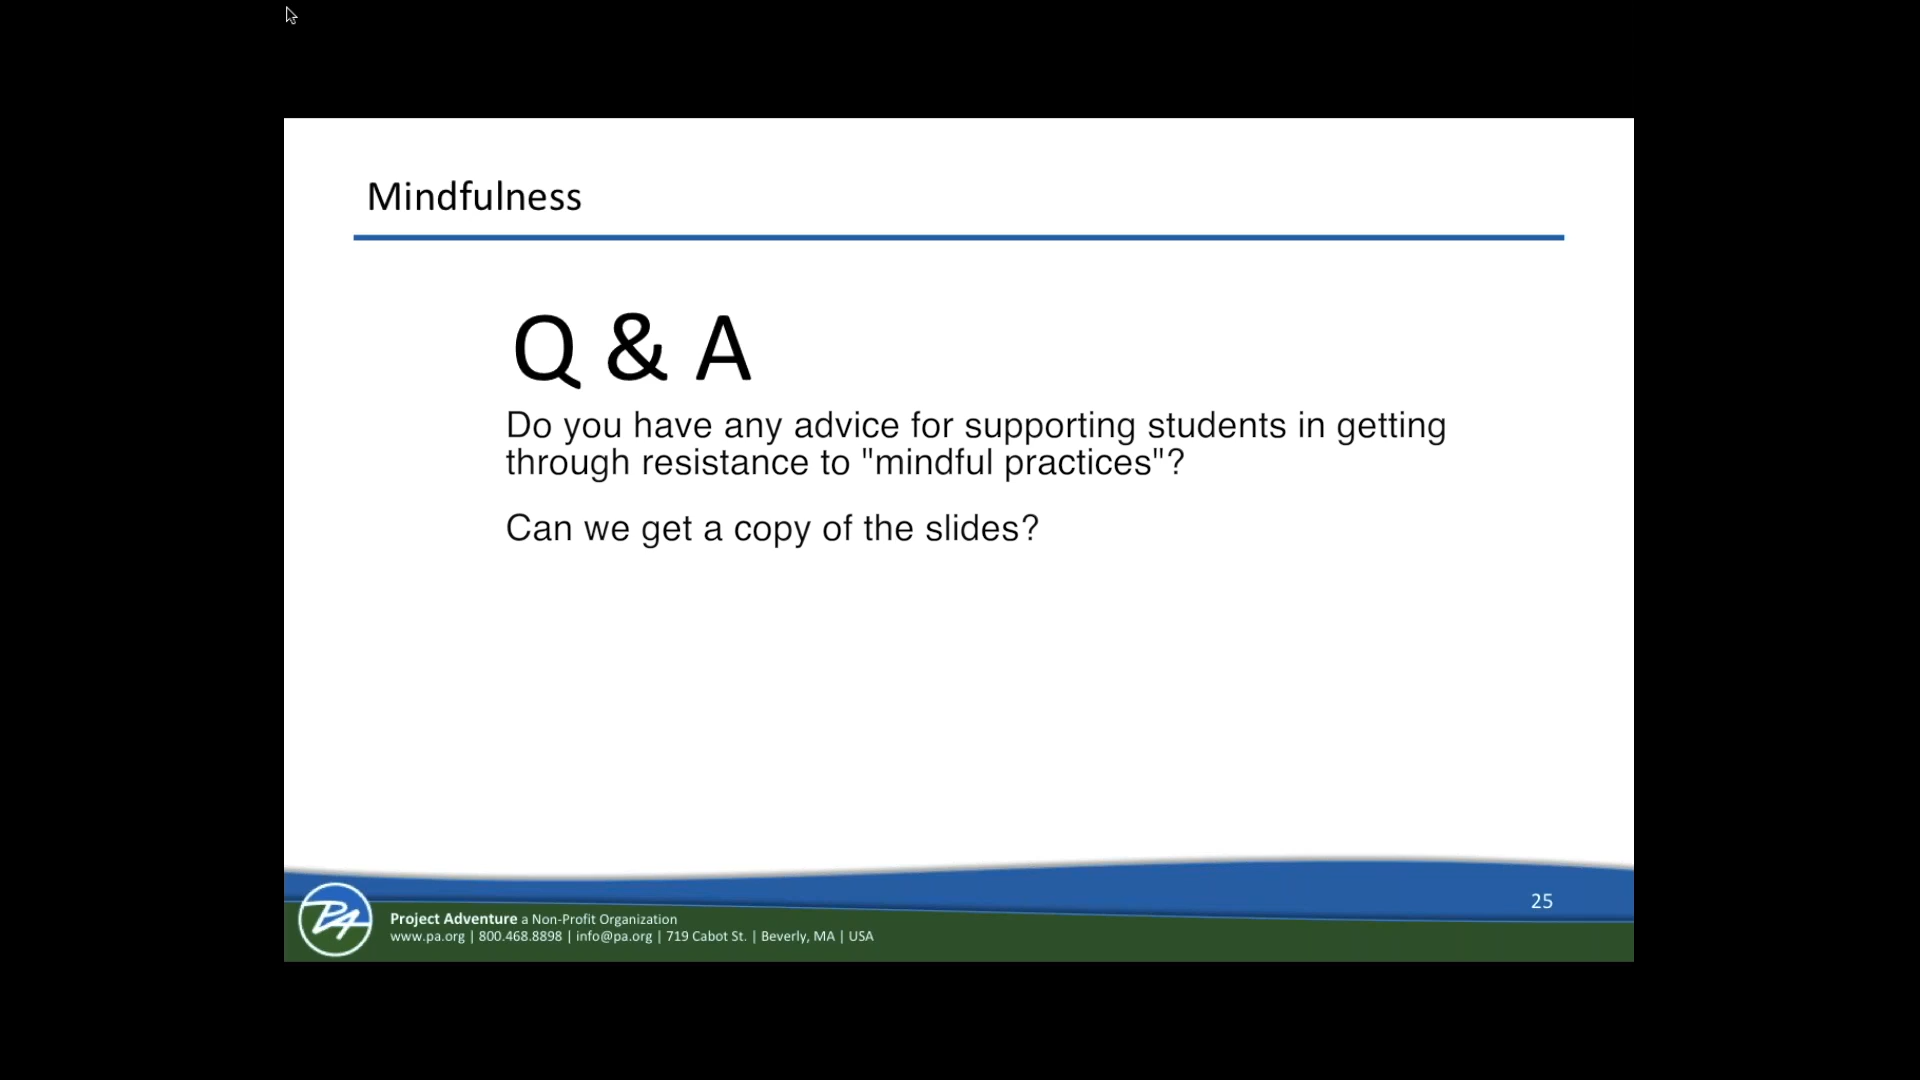 Mindfulness
Q & A
Do you have any advice for supporting students in getting
through resistance to "mindful practices"?
Can we get a copy of the slides?
25
PA
Project Adventure a Non-Profit Organization
www.pa.org | 800.468.8898 | info@pa.org | 719 Cabot St. | Beverly, MA | USA